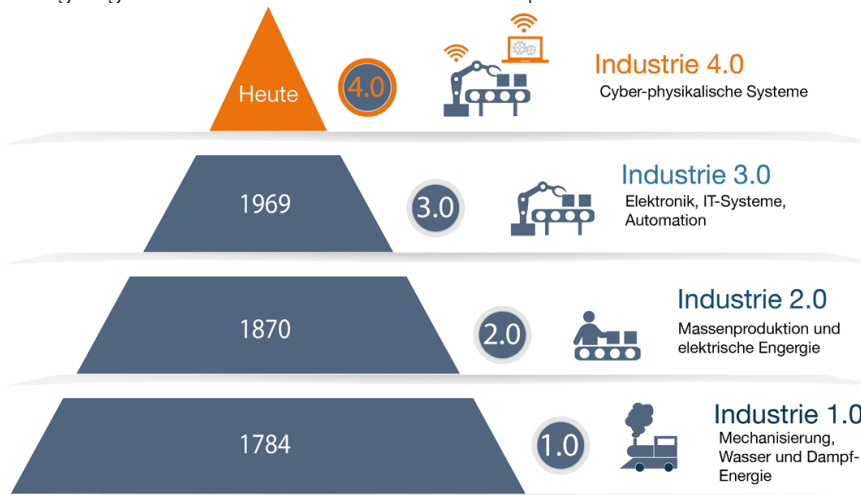 Heute
4.0
Industrie 4.0
Cyber-physikalische Systeme
1969
3.0
Industrie 3.0
Elektronik, IT-Systeme,
Automation
1870
2.0
Industrie 2.0
Massenproduktion und
elektrische Engergie
1784
1.0
Industrie 1.0
Mechanisierung,
Wasser und Dampf-
Energie